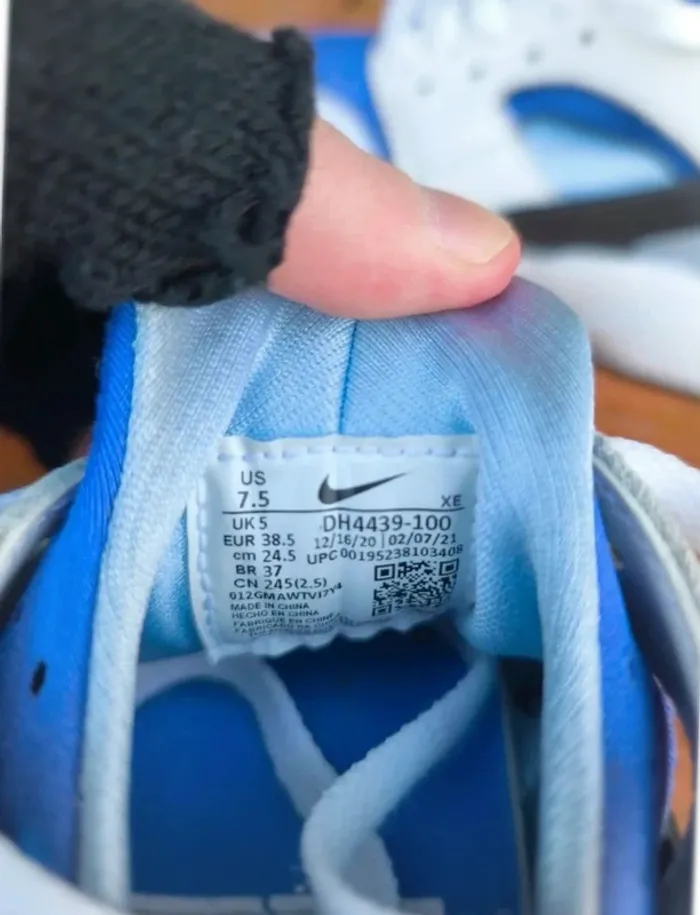 US
7.5
XE
UK 5
DH4439-100
EUR 38.5
12/16/20 | 02/07/21
cm 24.5
UPC 00195238103408
BR 37
CN 245(2.5)
MADE IN CHINA
HECHO EN CHINA
FABRIQUE EN CHINE